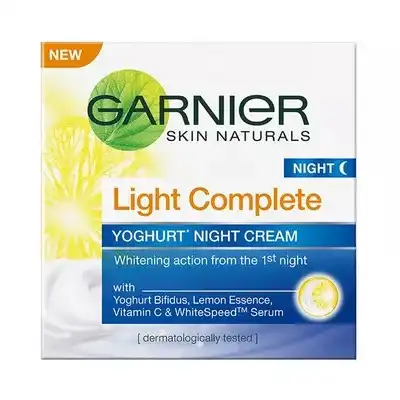 NEW
GARNIER
SKIN NATURALS
NIGHT
Light Complete
YOGHURT* NIGHT CREAM
Whitening action from the 1st night
with
Yoghurt Bifidus, Lemon Essence,
Vitamin C & WhiteSpeed™ Serum
[ dermatologically tested ]